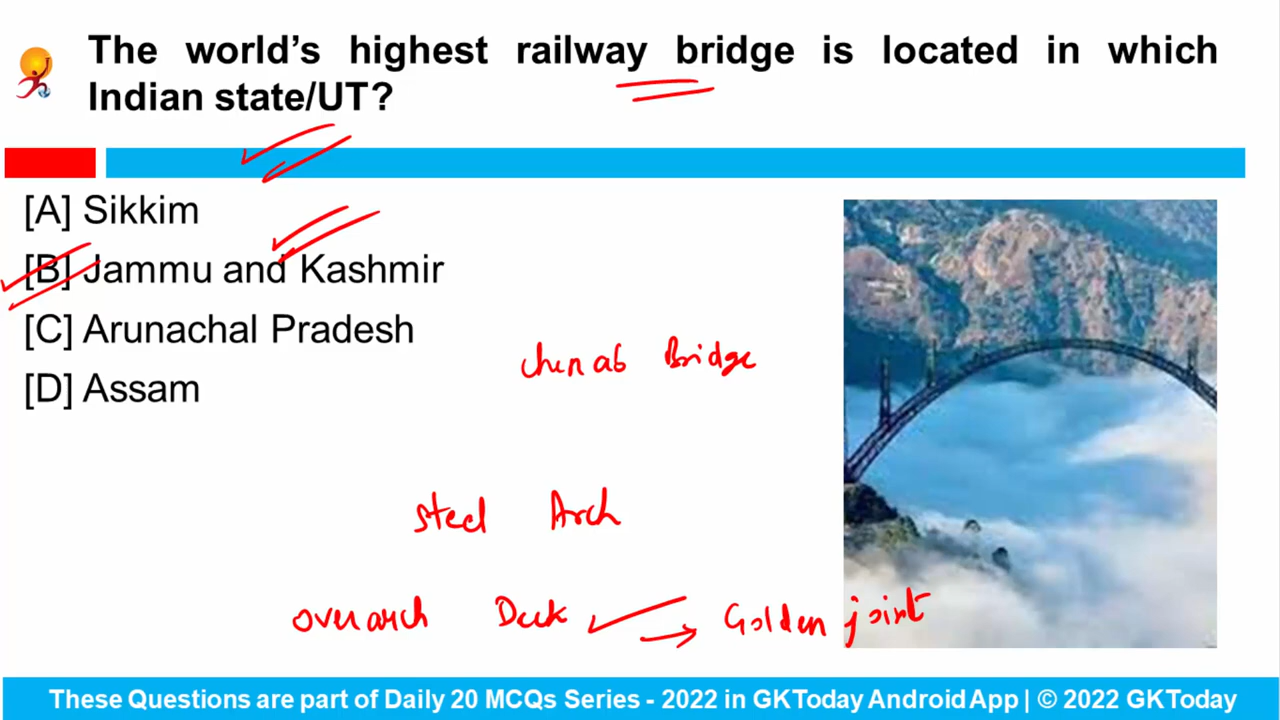 The world’s highest railway bridge is located in which
Indian state/UT?
[A] Sikkim
[B] Jammu and Kashmir
[C] Arunachal Pradesh
[D] Assam
Chenab Bridge
Steel Arch
overarch Deck Golden joint
These Questions are part of Daily 20 MCQs Series - 2022 in GKToday Android App | © 2022 GKToday